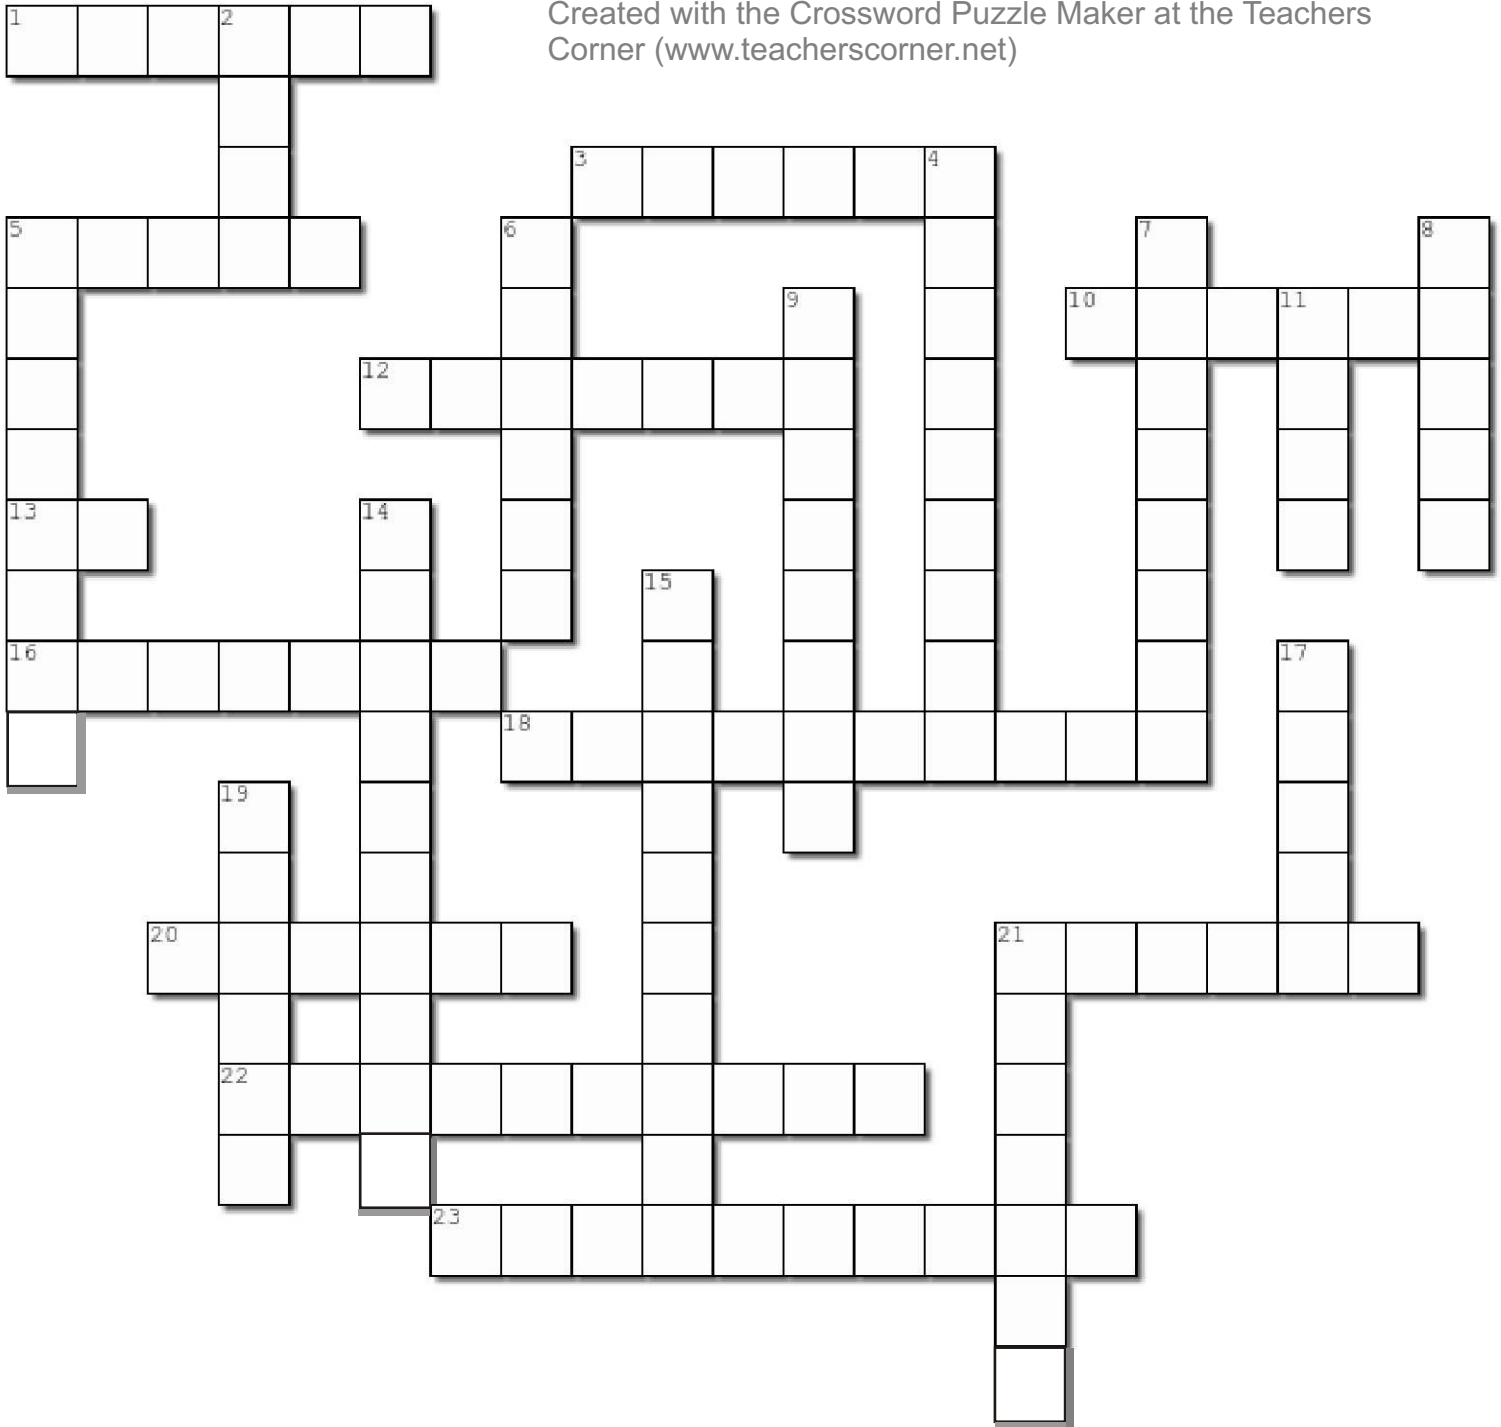 Created with the Crossword Puzzle Maker at the Teachers
Corner (www.teacherscorner.net)
1 2
3 4
5 6 7 8
9 10 11
12
13 14
15
16 17
18
19
20 21
22
23